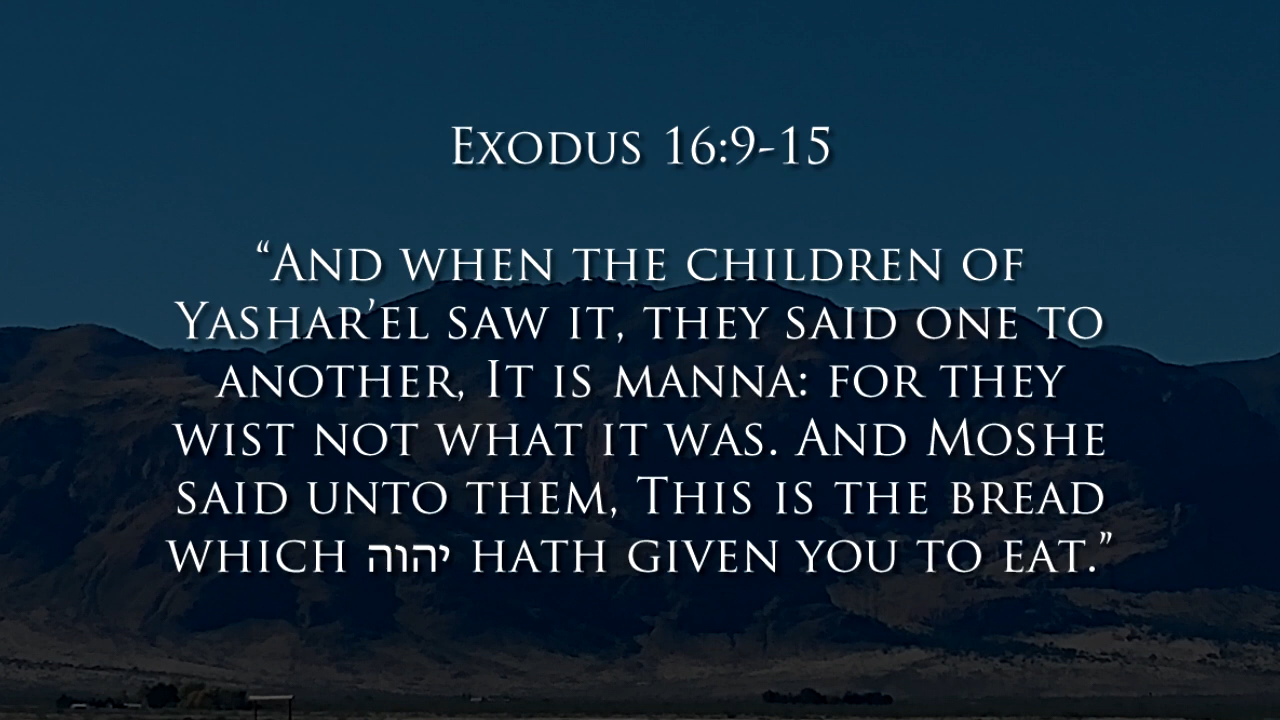 Exodus 16:9-15
“And when the children of
Yashar’el saw it, they said one to
another, It is manna: for they
wist not what it was. And Moshe
said unto them, This is the bread
which יהוה hath given you to eat.”